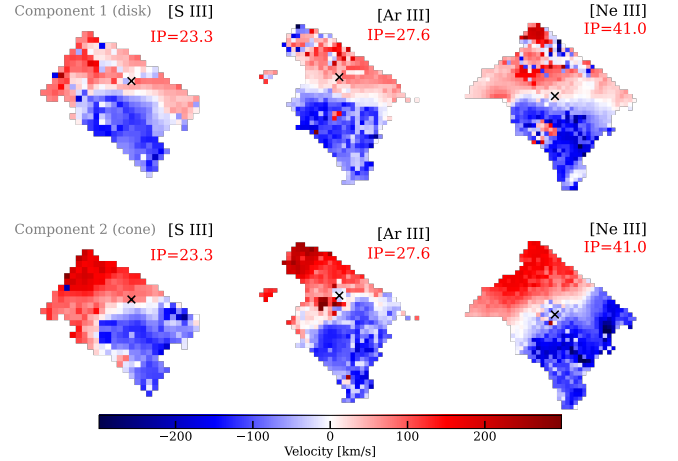 Component 1 (disk)
[S III]
IP=23.3
[Ar III]
IP=27.6
[Ne III]
IP=41.0
Component 2 (cone)
[S III]
IP=23.3
[Ar III]
IP=27.6
[Ne III]
IP=41.0
−200 −100 0 100 200
Velocity [km/s]